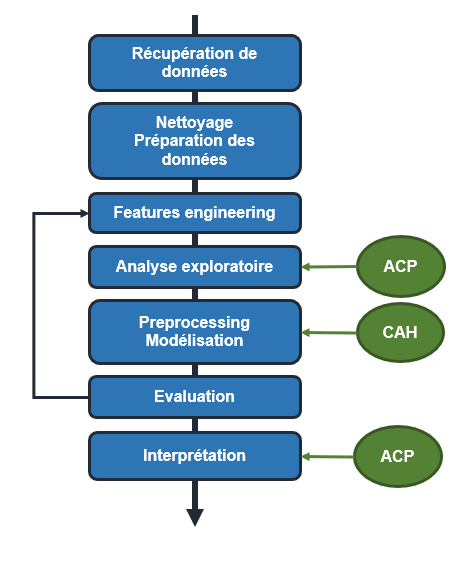 Récupération de
données
Nettoyage
Préparation des
données
Features engineering
Analyse exploratoire
ACP
Preprocessing
Modélisation
CAH
Evaluation
Interprétation
ACP